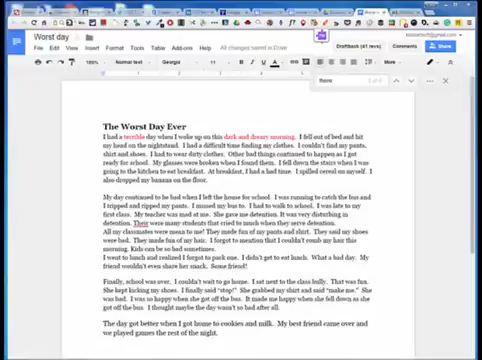 Worst day
File Edit View Insert Format Tools Table Add-ons Help All changes saved in Drive
Draftback (41 revs) Comments Share
100% Georgia 11 More
there 1 of 6
The Worst Day Ever
I had a terrible day when I woke up on this dark and dreary morning. I fell out of bed and hit
my head on the nightstand. I had a difficult time finding my clothes. I couldn't find my pants,
shirt and shoes. I had to wear dirty clothes. Other bad things continued to happen as I got
ready for school. My glasses were broken when I found them. I fell down the stairs when I was
going to the kitchen to eat breakfast. At breakfast, I had a hard time. I spilled cereal on myself. I
also dropped my banana on the floor.
My day continued to be bad when I left the house for school. I was running to catch the bus and
I tripped and ripped my pants. I missed my bus. I had to walk to school. I was late to my
first class. My teacher was mad at me. She gave me detention. It was very disturbing in
detention. Their were many students that cried to much when they serve detention.
All my classmates were mean to me! They made fun of my pants and shirt. They said my shoes
were bad. They made fun of my hair. I forgot to mention that I couldn't comb my hair this
morning. Kids can be so bad sometimes.
I went to lunch and realized I forgot to pack one. I didn't get to eat lunch. What a bad day. My
friend wouldn't even share her snack. Some friend!
Finally, school was over. I couldn't wait to go home. I sat next to the class bully. That was fun.
She kept kicking my shoes. I finally said "stop!" She grabbed my shirt and said "make me." She
was bad. I was so happy when she got off the bus. It made me happy when she fell down as she
got off the bus. I thought maybe the day wasn't so bad after all.
The day got better when I got home to cookies and milk. My best friend came over and
we played games the rest of the night.